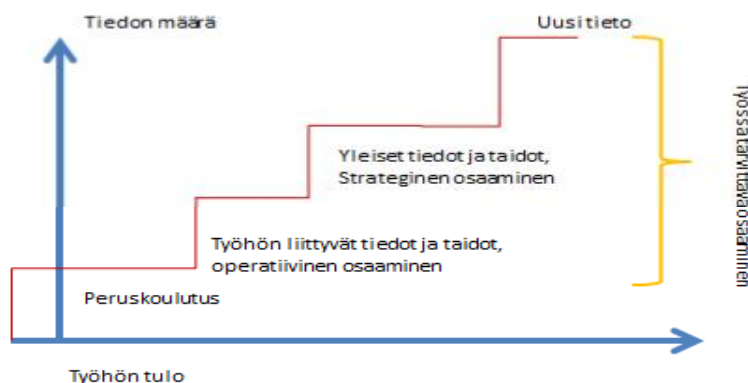 Tiedon määrä
Uusi tieto
Yleiset tiedot ja taidot,
Strateginen osaaminen
Työhön liittyvät tiedot ja taidot,
operatiivinen osaaminen
Peruskoulutus
Työhön tulo
Työssä tarvittava osaaminen